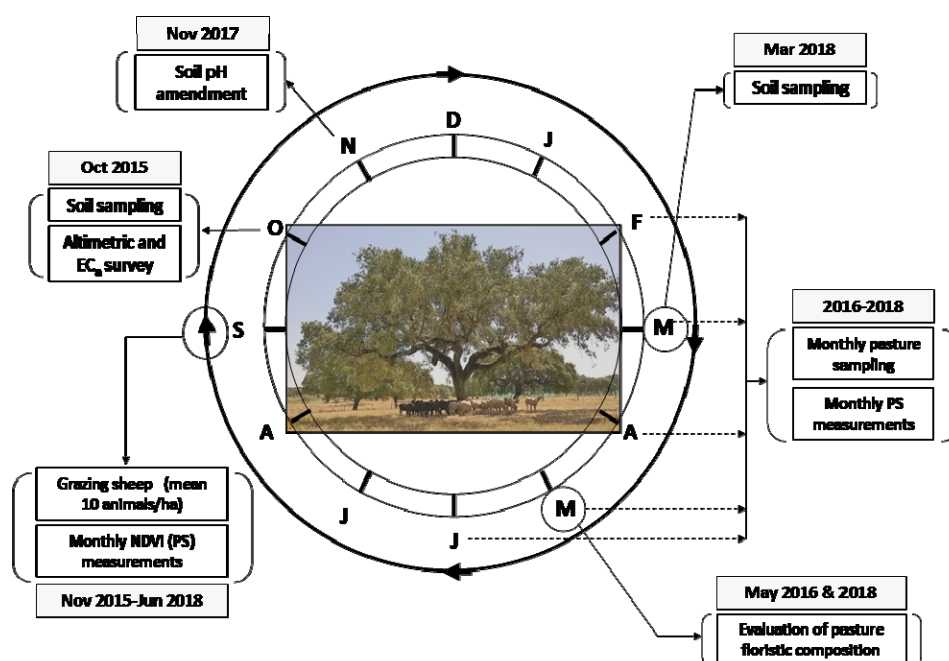 Nov 2017
Soil pH
amendment
Mar 2018
Soil sampling
D
N
J
Oct 2015
Soil sampling
Altimetric and
ECa survey
O
F
S
M
2016-2018
Monthly pasture
sampling
Monthly PS
measurements
A
A
Grazing sheep (mean
10 animals/ha)
Monthly NDVI (PS)
measurements
Nov 2015-Jun 2018
J
M
J
May 2016 & 2018
Evaluation of pasture
floristic composition